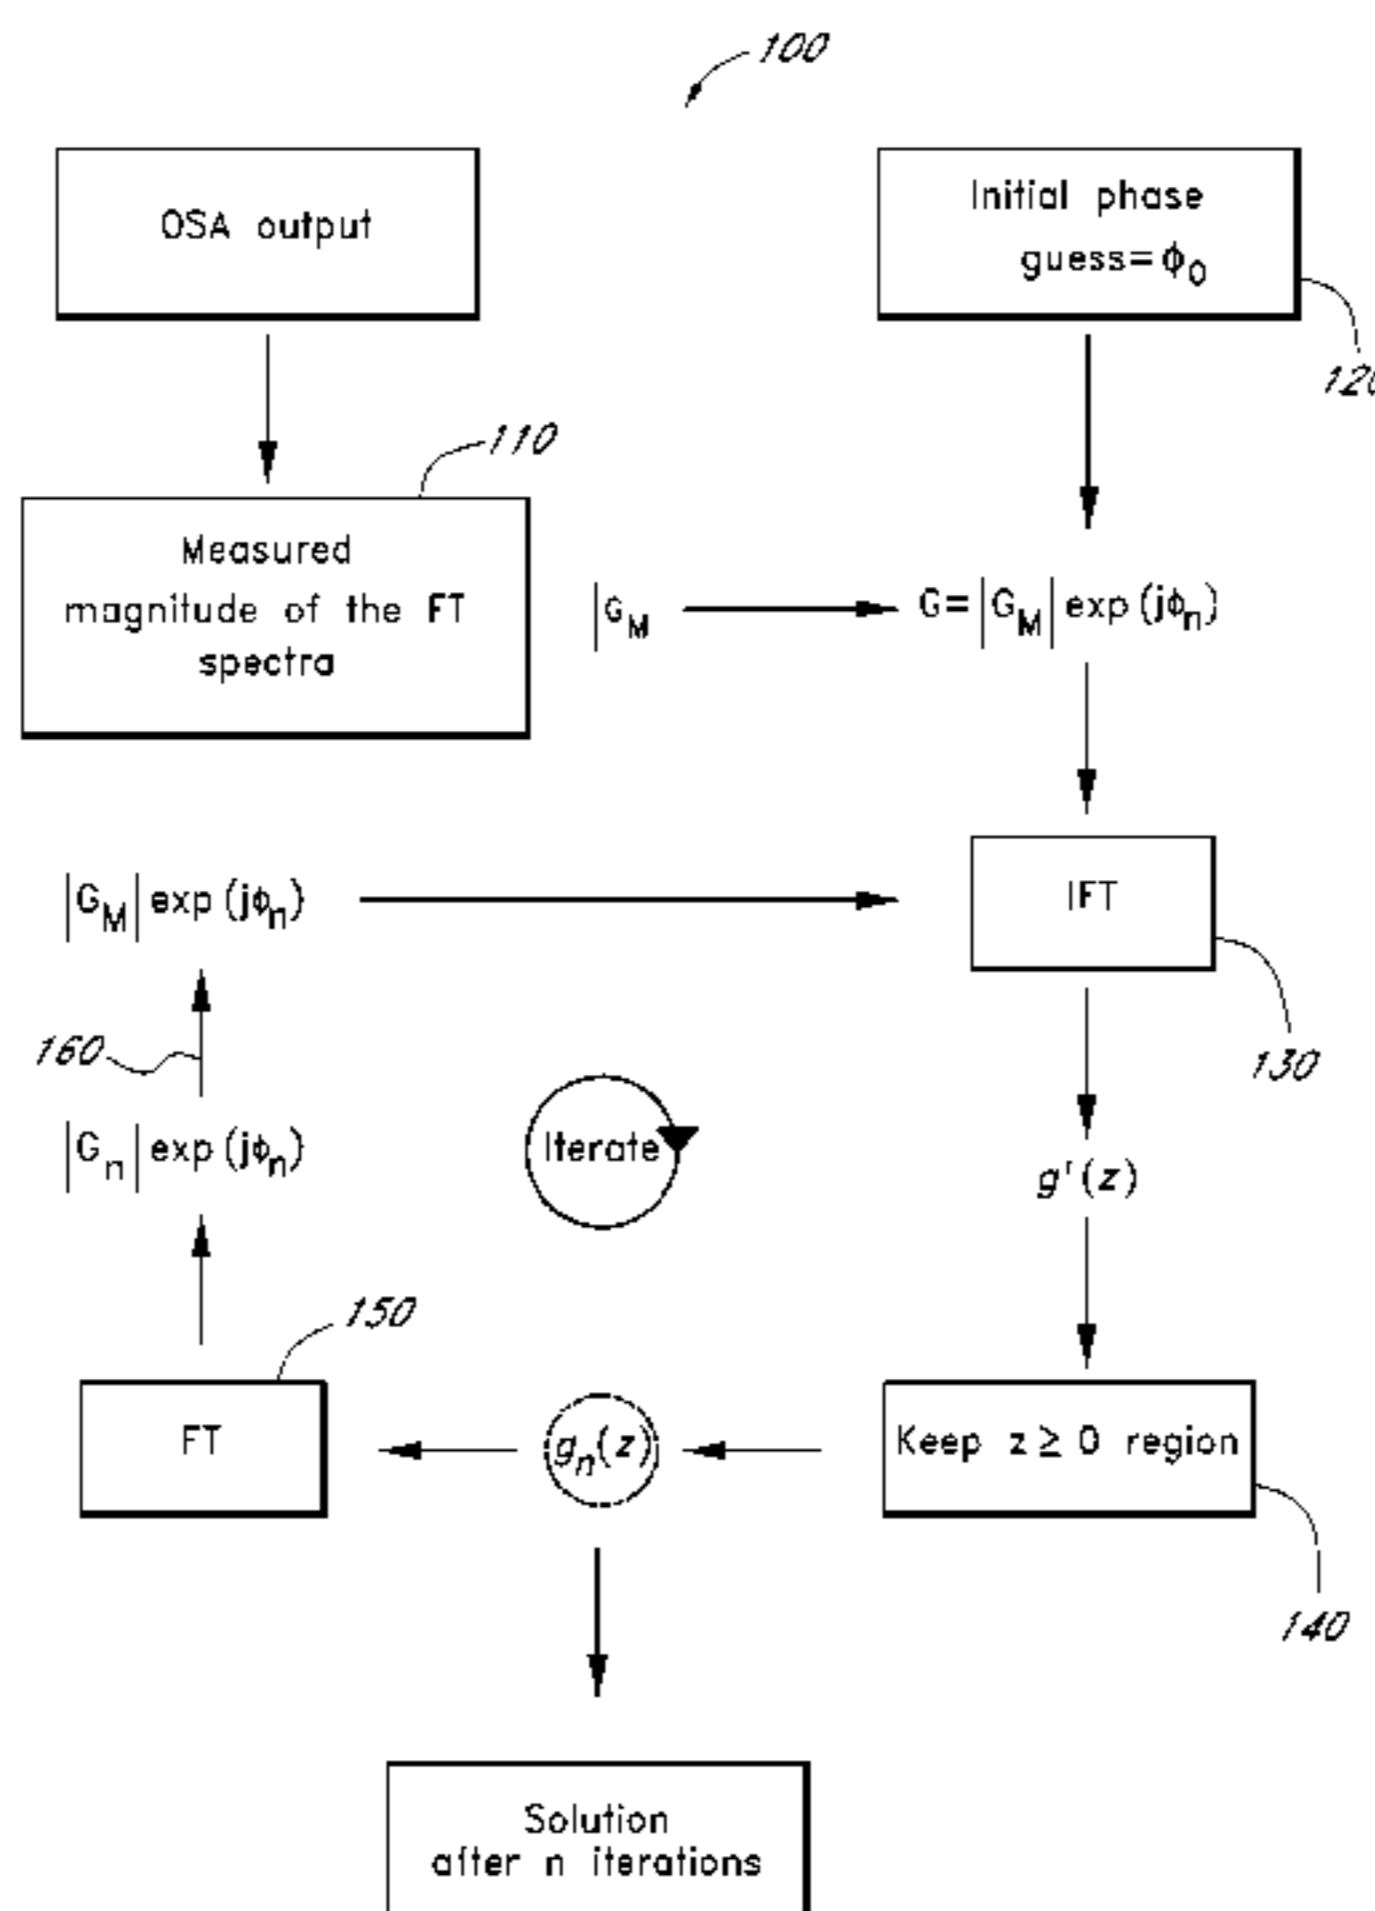 100
OSA output
Initial phase
guess=ϕ0
120
110
Measured
magnitude of the FT
spectra
|GM
G=|GM| exp(jϕn)
|GM| exp(jϕn)
IFT
130
160
|Gn| exp(jϕn)
Iterate
g'(z)
150
FT
gn(z)
Keep z ≥ 0 region
140
Solution
after n iterations